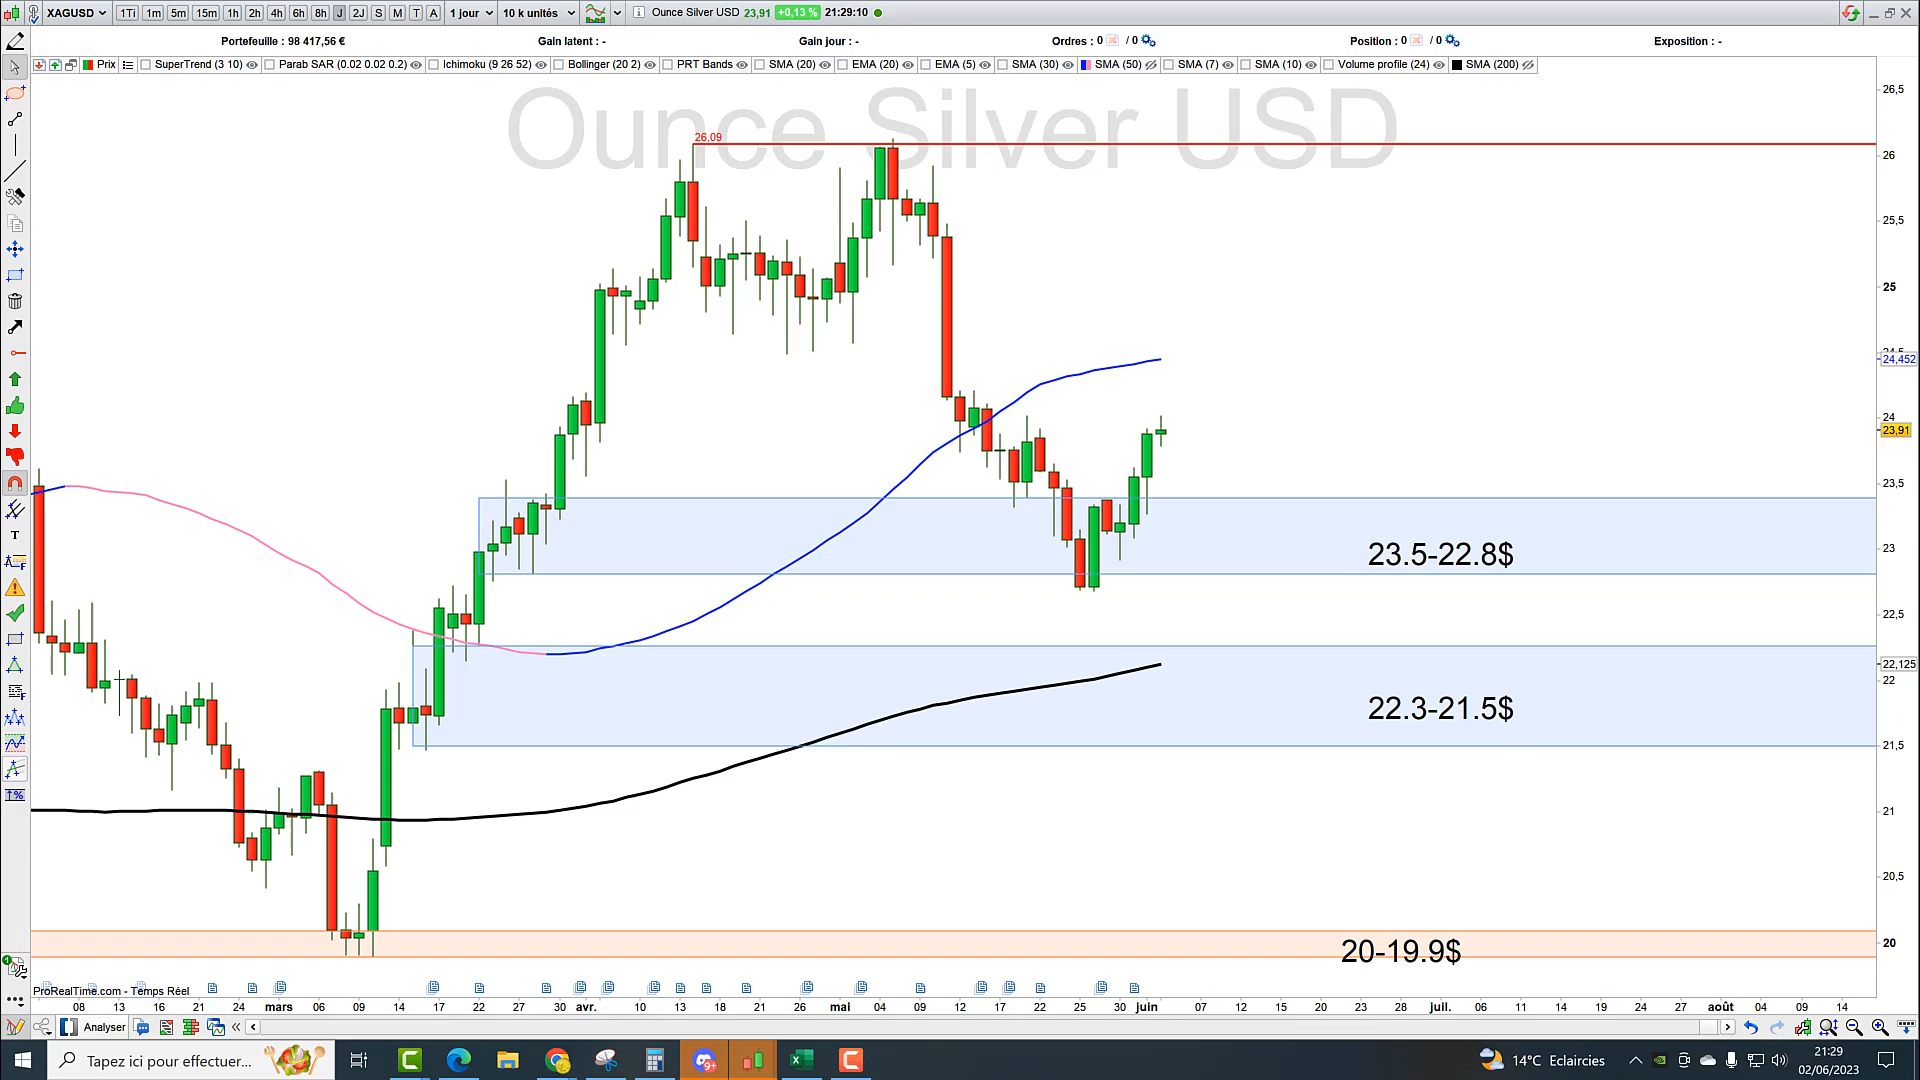 XAGUSD 1Ti 1m 5m 15m 1h 2h 4h 6h 8h J 2J S M T A 1 jour 10 k unités Ounce Silver USD 23,91 +0,13 % 21:29:10
Portefeuille : 98 417,56 € Gain latent : - Gain jour : - Ordres : 0 / 0 Position : 0 / 0 Exposition : -
Prix SuperTrend (3 10) Parab SAR (0.02 0.02 0.2) Ichimoku (9 26 52) Bollinger (20 2) PRT Bands SMA (20) EMA (20) EMA (5) SMA (30) SMA (50) SMA (7) SMA (10) Volume profile (24) SMA (200)
Ounce Silver USD
26,5
26,09
26
25,5
25
24,452
24
23,91
23,5
23.5-22.8$
23
22,5
22,125
22
22.3-21.5$
21,5
21
20,5
20
20-19.9$
ProRealTime.com - Temps Réel
08 13 16 21 24 mars 06 09 14 17 22 27 30 avr. 10 13 18 21 26 mai 04 09 12 17 22 25 30 juin 07 12 15 20 23 28 juil. 06 11 14 19 24 27 août 04 09 14
Analyser
Tapez ici pour effectuer...
9+
14°C Eclaircies
21:29
02/06/2023